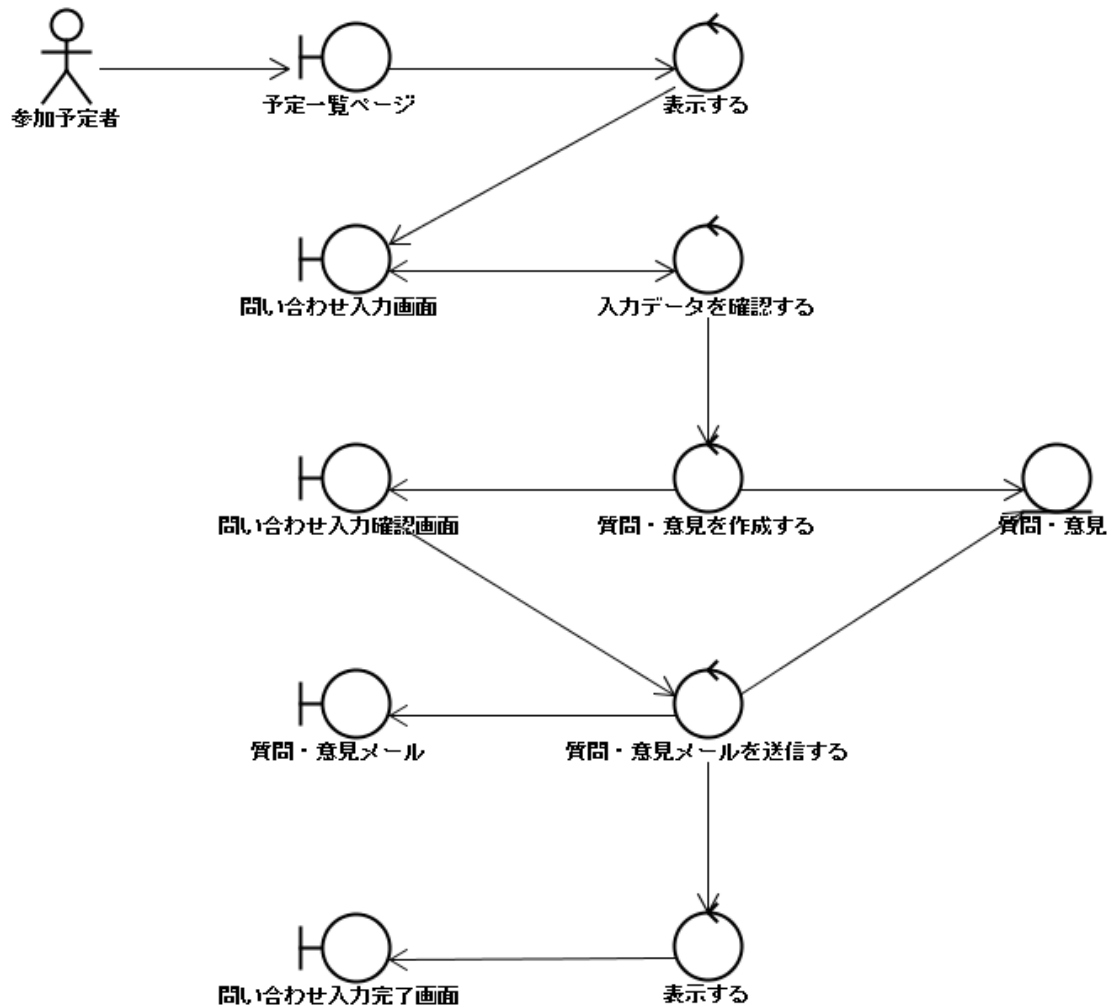 参加予定者
予定一覧ページ
表示する
問い合わせ入力画面
入力データを確認する
問い合わせ入力確認画面
質問・意見を作成する
質問・意見
質問・意見メール
質問・意見メールを送信する
問い合わせ入力完了画面
表示する